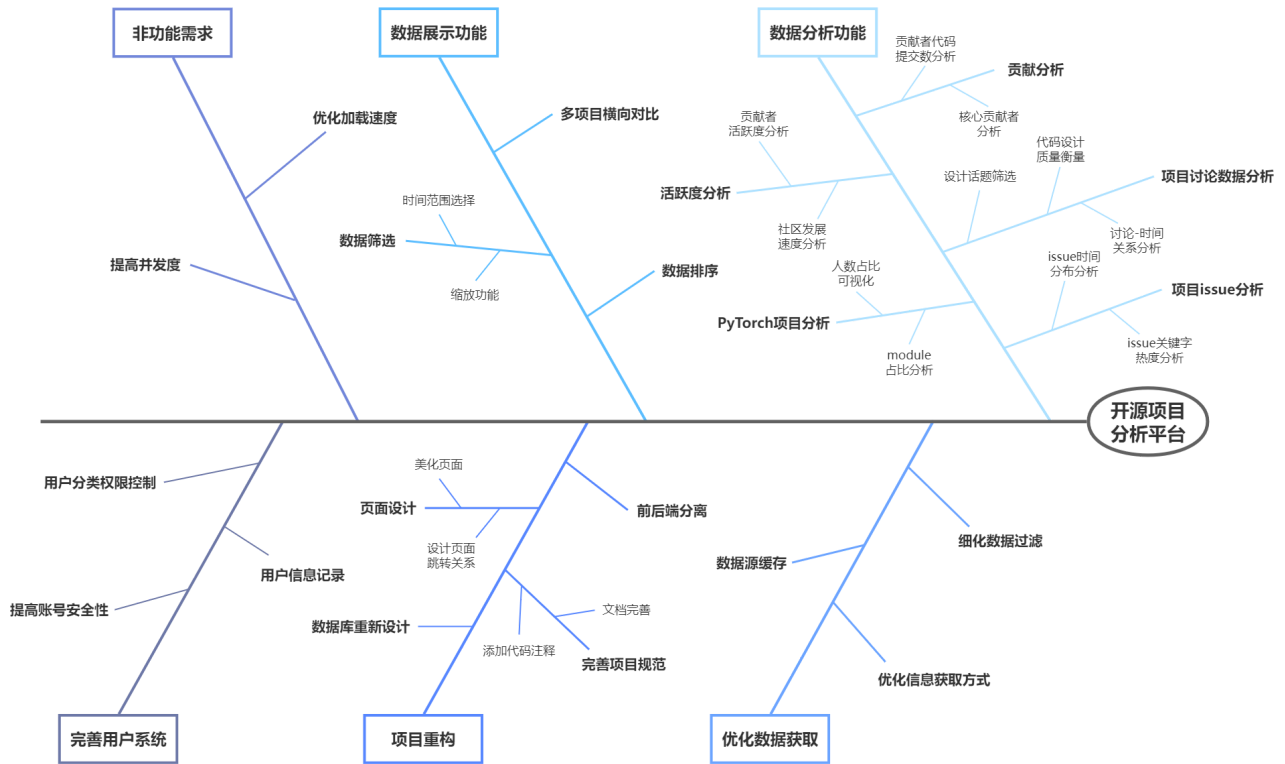 非功能需求
数据展示功能
数据分析功能
贡献者代码
提交数分析
贡献分析
优化加载速度
多项目横向对比
贡献者
活跃度分析
核心贡献者
分析
代码设计
质量衡量
设计话题筛选
项目讨论数据分析
活跃度分析
时间范围选择
数据筛选
社区发展
速度分析
讨论-时间
关系分析
提高并发度
数据排序
人数占比
可视化
issue时间
分布分析
缩放功能
项目issue分析
PyTorch项目分析
module
占比分析
issue关键字
热度分析
开源项目
分析平台
用户分类权限控制
美化页面
页面设计
前后端分离
设计页面
跳转关系
细化数据过滤
数据源缓存
用户信息记录
提高账号安全性
数据库重新设计
文档完善
添加代码注释
完善项目规范
优化信息获取方式
完善用户系统
项目重构
优化数据获取